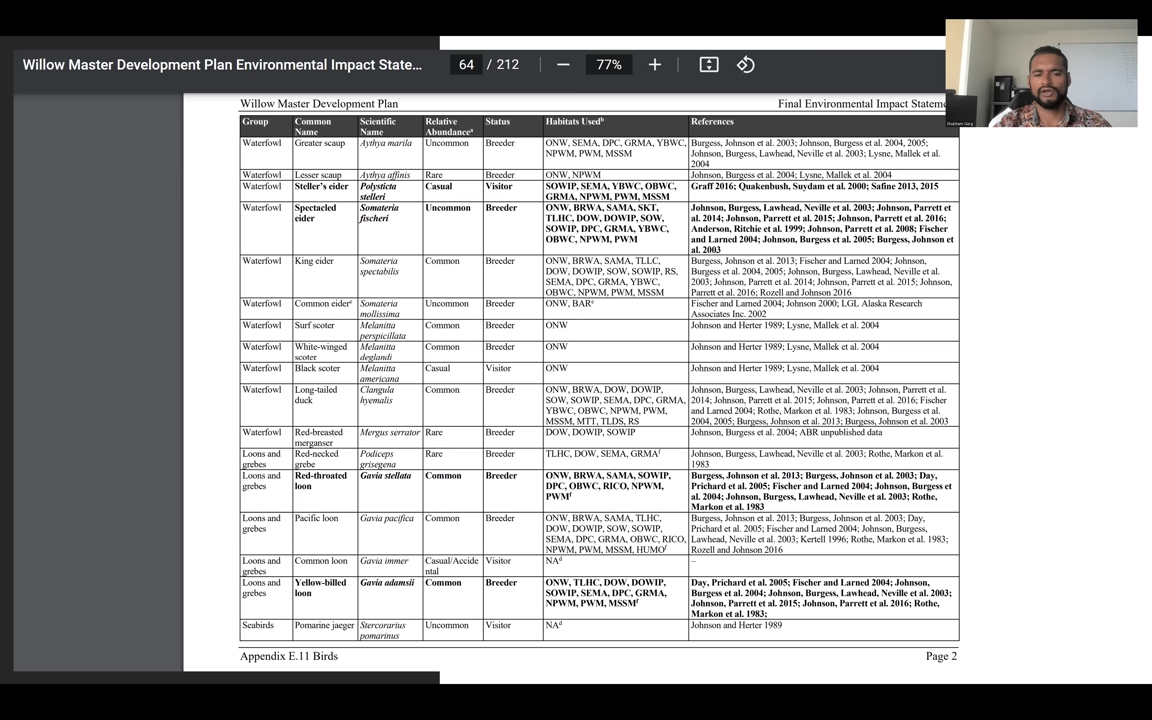 Willow Master Development Plan Environmental Impact State...
64 / 212
77%
Shubham Garg
Willow Master Development Plan
Final Environmental Impact Stateme
Group Common Name Scientific Name Relative Abundanceᵃ Status Habitats Usedᵇ References
Waterfowl Greater scaup Aythya marila Uncommon Breeder ONW, SEMA, DPC, GRMA, YBWC, NPWM, PWM, MSSM Burgess, Johnson et al. 2003; Johnson, Burgess et al. 2004, 2005; Johnson, Burgess, Lawhead, Neville et al. 2003; Lysne, Mallek et al. 2004
Waterfowl Lesser scaup Aythya affinis Rare Breeder ONW, NPWM Johnson, Burgess et al. 2004; Lysne, Mallek et al. 2004
Waterfowl Steller's eider Polysticta stelleri Casual Visitor SOWIP, SEMA, YBWC, OBWC, GRMA, NPWM, PWM, MSSM Graff 2016; Quakenbush, Suydam et al. 2000; Safine 2013, 2015
Waterfowl Spectacled eider Somateria fischeri Uncommon Breeder ONW, BRWA, SAMA, SKT, TLHC, DOW, DOWIP, SOW, SOWIP, DPC, GRMA, YBWC, OBWC, NPWM, PWM Johnson, Burgess, Lawhead, Neville et al. 2003; Johnson, Parrett et al. 2014; Johnson, Parrett et al. 2015; Johnson, Parrett et al. 2016; Anderson, Ritchie et al. 1999; Johnson, Parrett et al. 2008; Fischer and Larned 2004; Johnson, Burgess et al. 2005; Burgess, Johnson et al. 2003
Waterfowl King eider Somateria spectabilis Common Breeder ONW, BRWA, SAMA, TLLC, DOW, DOWIP, SOW, SOWIP, RS, SEMA, DPC, GRMA, YBWC, OBWC, NPWM, PWM, MSSM Burgess, Johnson et al. 2013; Fischer and Larned 2004; Johnson, Burgess et al. 2004, 2005; Johnson, Burgess, Lawhead, Neville et al. 2003; Johnson, Parrett et al. 2014; Johnson, Parrett et al. 2015; Johnson, Parrett et al. 2016; Rozell and Johnson 2016
Waterfowl Common eiderᵉ Somateria mollissima Uncommon Breeder ONW, BARᵉ Fischer and Larned 2004; Johnson 2000; LGL Alaska Research Associates Inc. 2002
Waterfowl Surf scoter Melanitta perspicillata Common Breeder ONW Johnson and Herter 1989; Lysne, Mallek et al. 2004
Waterfowl White-winged scoter Melanitta deglandi Common Breeder ONW Johnson and Herter 1989; Lysne, Mallek et al. 2004
Waterfowl Black scoter Melanitta americana Casual Visitor ONW Johnson and Herter 1989; Lysne, Mallek et al. 2004
Waterfowl Long-tailed duck Clangula hyemalis Common Breeder ONW, BRWA, DOW, DOWIP, SOW, SOWIP, SEMA, DPC, GRMA, YBWC, OBWC, NPWM, PWM, MSSM, MTT, TLDS, RS Johnson, Burgess, Lawhead, Neville et al. 2003; Johnson, Parrett et al. 2014; Johnson, Parrett et al. 2015; Johnson, Parrett et al. 2016; Fischer and Larned 2004; Rothe, Markon et al. 1983; Johnson, Burgess et al. 2004, 2005; Burgess, Johnson et al. 2013; Burgess, Johnson et al. 2003
Waterfowl Red-breasted merganser Mergus serrator Rare Breeder DOW, DOWIP, SOWIP Johnson, Burgess et al. 2004; ABR unpublished data
Loons and grebes Red-necked grebe Podiceps grisegena Rare Breeder TLHC, DOW, SEMA, GRMAᶠ Johnson, Burgess, Lawhead, Neville et al. 2003; Rothe, Markon et al. 1983
Loons and grebes Red-throated loon Gavia stellata Common Breeder ONW, BRWA, SAMA, SOWIP, DPC, OBWC, RICO, NPWM, PWMᶠ Burgess, Johnson et al. 2013; Burgess, Johnson et al. 2003; Day, Prichard et al. 2005; Fischer and Larned 2004; Johnson, Burgess et al. 2004; Johnson, Burgess, Lawhead, Neville et al. 2003; Rothe, Markon et al. 1983
Loons and grebes Pacific loon Gavia pacifica Common Breeder ONW, BRWA, SAMA, TLHC, DOW, DOWIP, SOW, SOWIP, SEMA, DPC, GRMA, OBWC, RICO, NPWM, PWM, MSSM, HUMOᶠ Burgess, Johnson et al. 2013; Burgess, Johnson et al. 2003; Day, Prichard et al. 2005; Fischer and Larned 2004; Johnson, Burgess, Lawhead, Neville et al. 2003; Kertell 1996; Rothe, Markon et al. 1983; Rozell and Johnson 2016
Loons and grebes Common loon Gavia immer Casual/Accidental Visitor NAᵈ –
Loons and grebes Yellow-billed loon Gavia adamsii Common Breeder ONW, TLHC, DOW, DOWIP, SOWIP, SEMA, DPC, GRMA, NPWM, PWM, MSSMᶠ Day, Prichard et al. 2005; Fischer and Larned 2004; Johnson, Burgess et al. 2004; Johnson, Burgess, Lawhead, Neville et al. 2003; Johnson, Parrett et al. 2015; Johnson, Parrett et al. 2016; Rothe, Markon et al. 1983;
Seabirds Pomarine jaeger Stercorarius pomarinus Uncommon Visitor NAᵈ Johnson and Herter 1989
Appendix E.11 Birds
Page 2